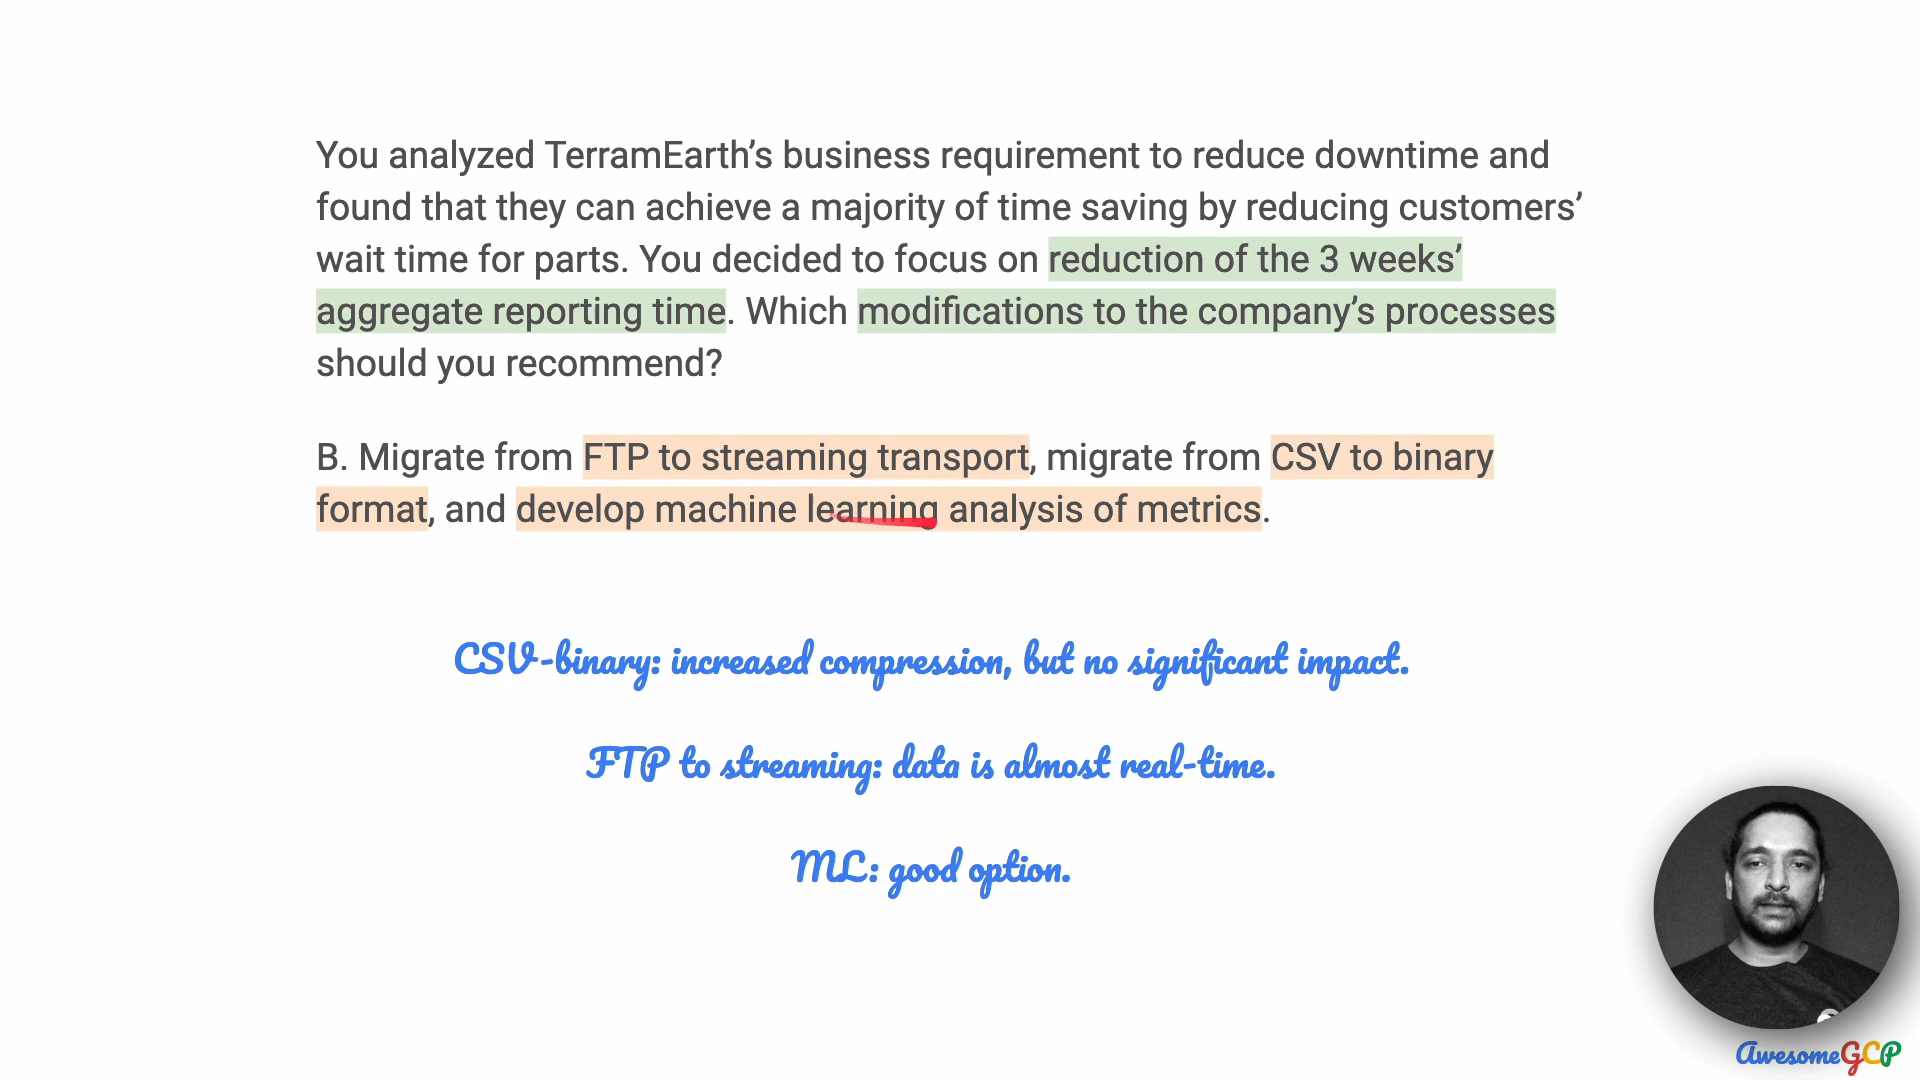 You analyzed TerramEarth’s business requirement to reduce downtime and
found that they can achieve a majority of time saving by reducing customers’
wait time for parts. You decided to focus on reduction of the 3 weeks’
aggregate reporting time. Which modifications to the company’s processes
should you recommend?
B. Migrate from FTP to streaming transport, migrate from CSV to binary
format, and develop machine learning analysis of metrics.
CSV-binary: increased compression, but no significant impact.
FTP to streaming: data is almost real-time.
ML: good option.
AwesomeGCP